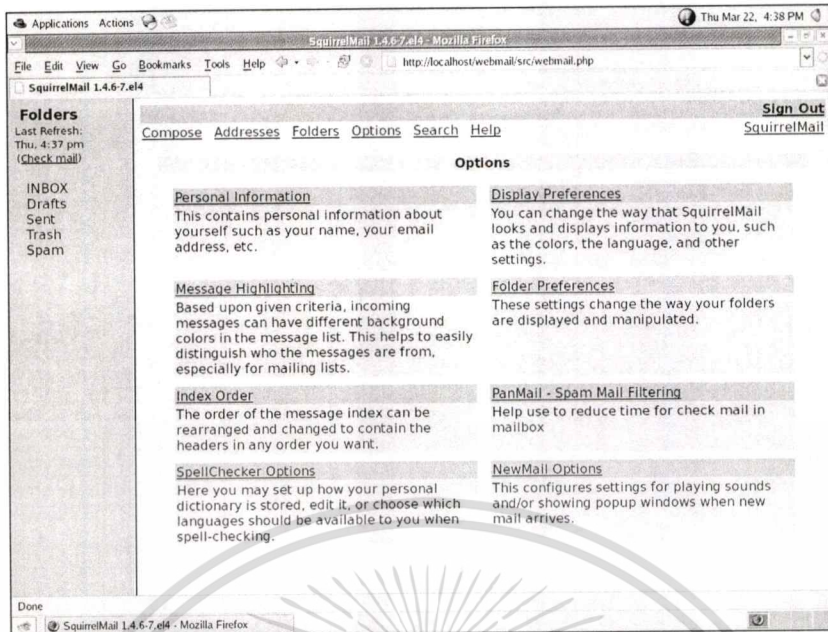 Applications Actions
Thu Mar 22, 4:38 PM
SquirrelMail 1.4.6-7.el4 - Mozilla Firefox
File Edit View Go Bookmarks Tools Help
http://localhost/webmail/src/webmail.php
SquirrelMail 1.4.6-7.el4
Folders
Last Refresh:
Thu, 4:37 pm
(Check mail)
INBOX
Drafts
Sent
Trash
Spam
Sign Out
Compose Addresses Folders Options Search Help
SquirrelMail
Options
Personal Information
This contains personal information about
yourself such as your name, your email
address, etc.
Display Preferences
You can change the way that SquirrelMail
looks and displays information to you, such
as the colors, the language, and other
settings.
Message Highlighting
Based upon given criteria, incoming
messages can have different background
colors in the message list. This helps to easily
distinguish who the messages are from,
especially for mailing lists.
Folder Preferences
These settings change the way your folders
are displayed and manipulated.
Index Order
The order of the message index can be
rearranged and changed to contain the
headers in any order you want.
PanMail - Spam Mail Filtering
Help use to reduce time for check mail in
mailbox
SpellChecker Options
Here you may set up how your personal
dictionary is stored, edit it, or choose which
languages should be available to you when
spell-checking.
NewMail Options
This configures settings for playing sounds
and/or showing popup windows when new
mail arrives.
Done
SquirrelMail 1.4.6-7.el4 - Mozilla Firefox